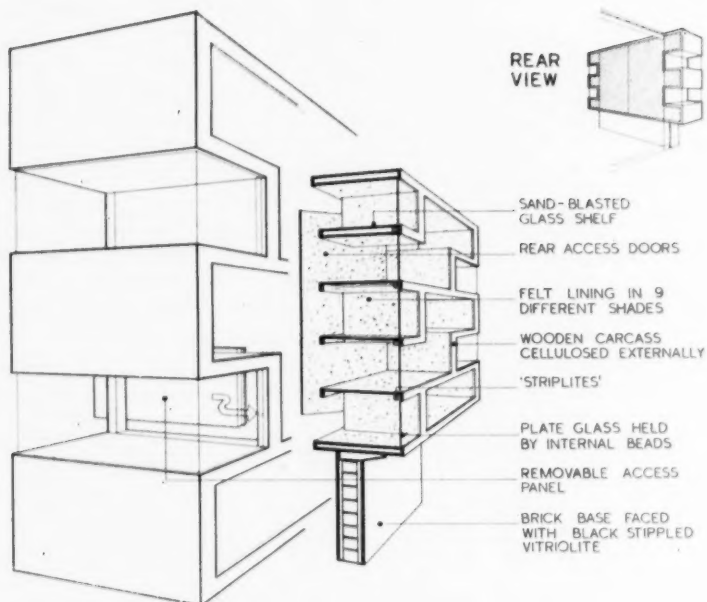 REAR
VIEW
SAND-BLASTED
GLASS SHELF
REAR ACCESS DOORS
FELT LINING IN 9
DIFFERENT SHADES
WOODEN CARCASS
CELLULOSED EXTERNALLY
'STRIPLITES'
PLATE GLASS HELD
BY INTERNAL BEADS
REMOVABLE ACCESS
PANEL
BRICK BASE FACED
WITH BLACK STIPPLED
VITRIOLITE